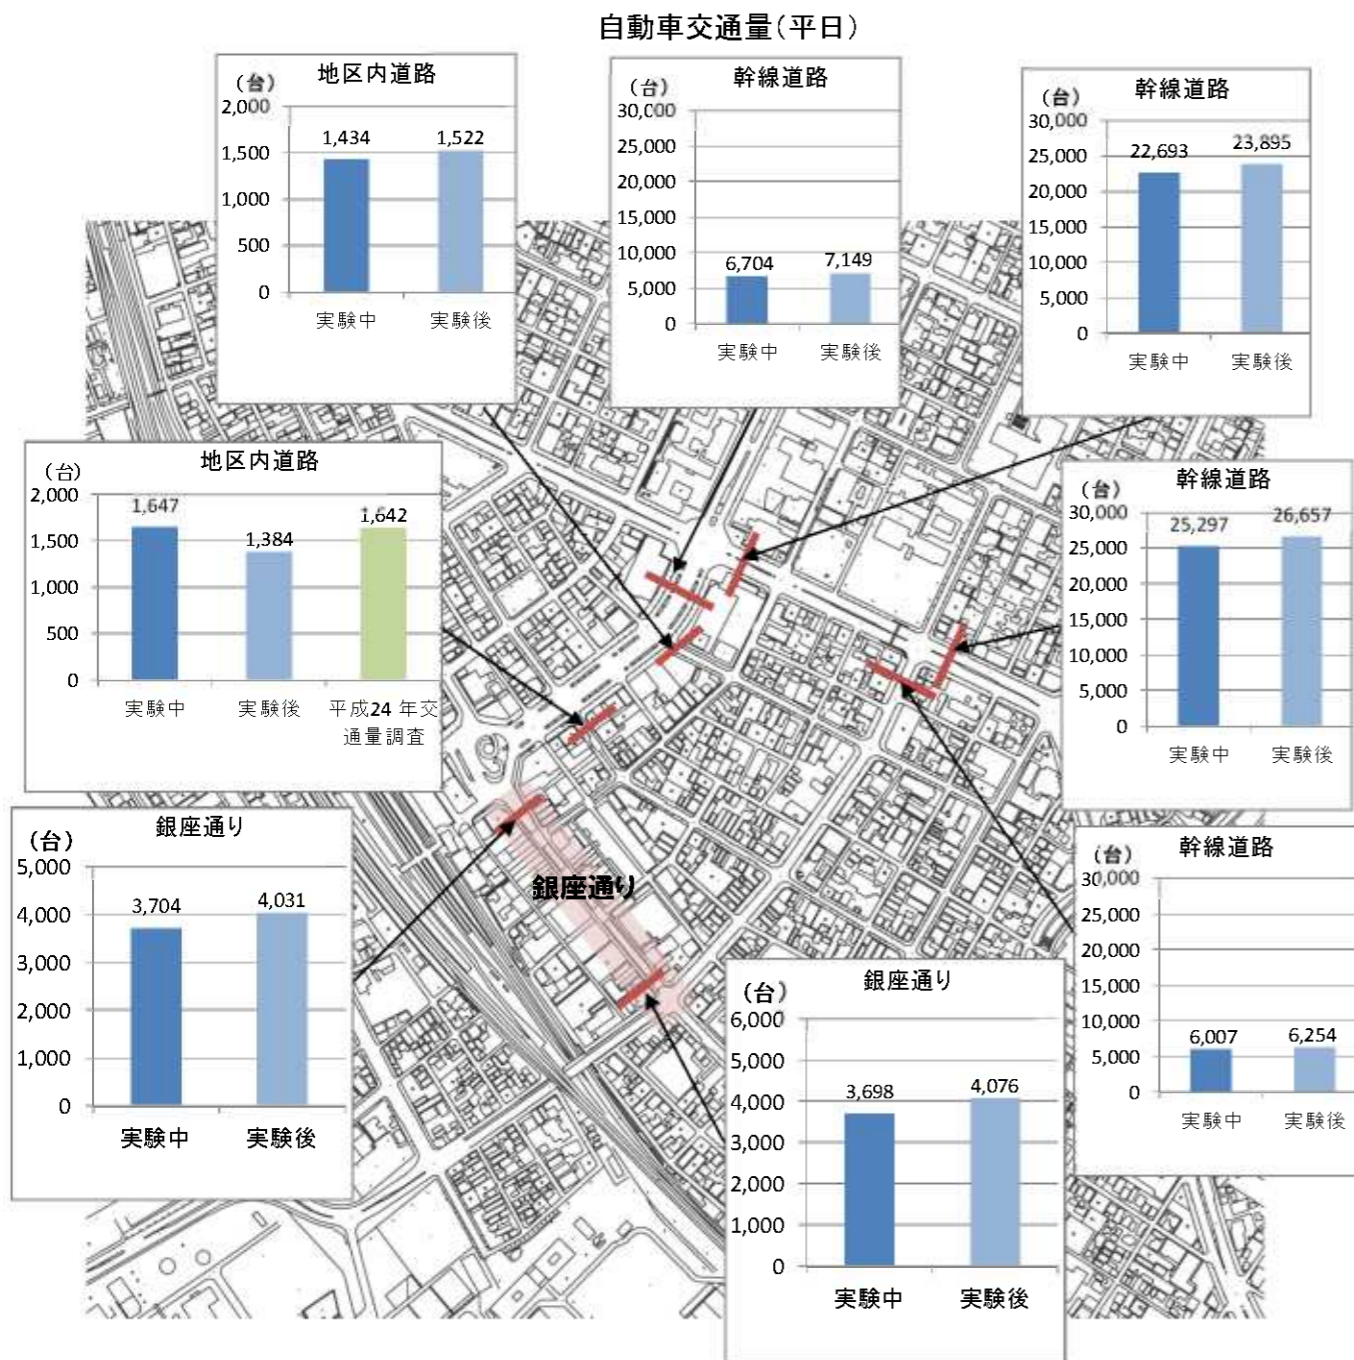 自動車交通量(平日)
地区内道路
(台)
2,000
1,500
1,000
500
0
1,434
1,522
実験中
実験後
幹線道路
(台)
30,000
25,000
20,000
15,000
10,000
5,000
0
6,704
7,149
実験中
実験後
幹線道路
(台)
30,000
25,000
20,000
15,000
10,000
5,000
0
22,693
23,895
実験中
実験後
地区内道路
(台)
2,000
1,500
1,000
500
0
1,647
1,384
1,642
実験中
実験後
平成24 年交
通量調査
幹線道路
(台)
30,000
25,000
20,000
15,000
10,000
5,000
0
25,297
26,657
実験中
実験後
銀座通り
(台)
5,000
4,000
3,000
2,000
1,000
0
3,704
4,031
実験中
実験後
銀座通り
銀座通り
(台)
6,000
5,000
4,000
3,000
2,000
1,000
0
3,698
4,076
実験中
実験後
幹線道路
(台)
30,000
25,000
20,000
15,000
10,000
5,000
0
6,007
6,254
実験中
実験後